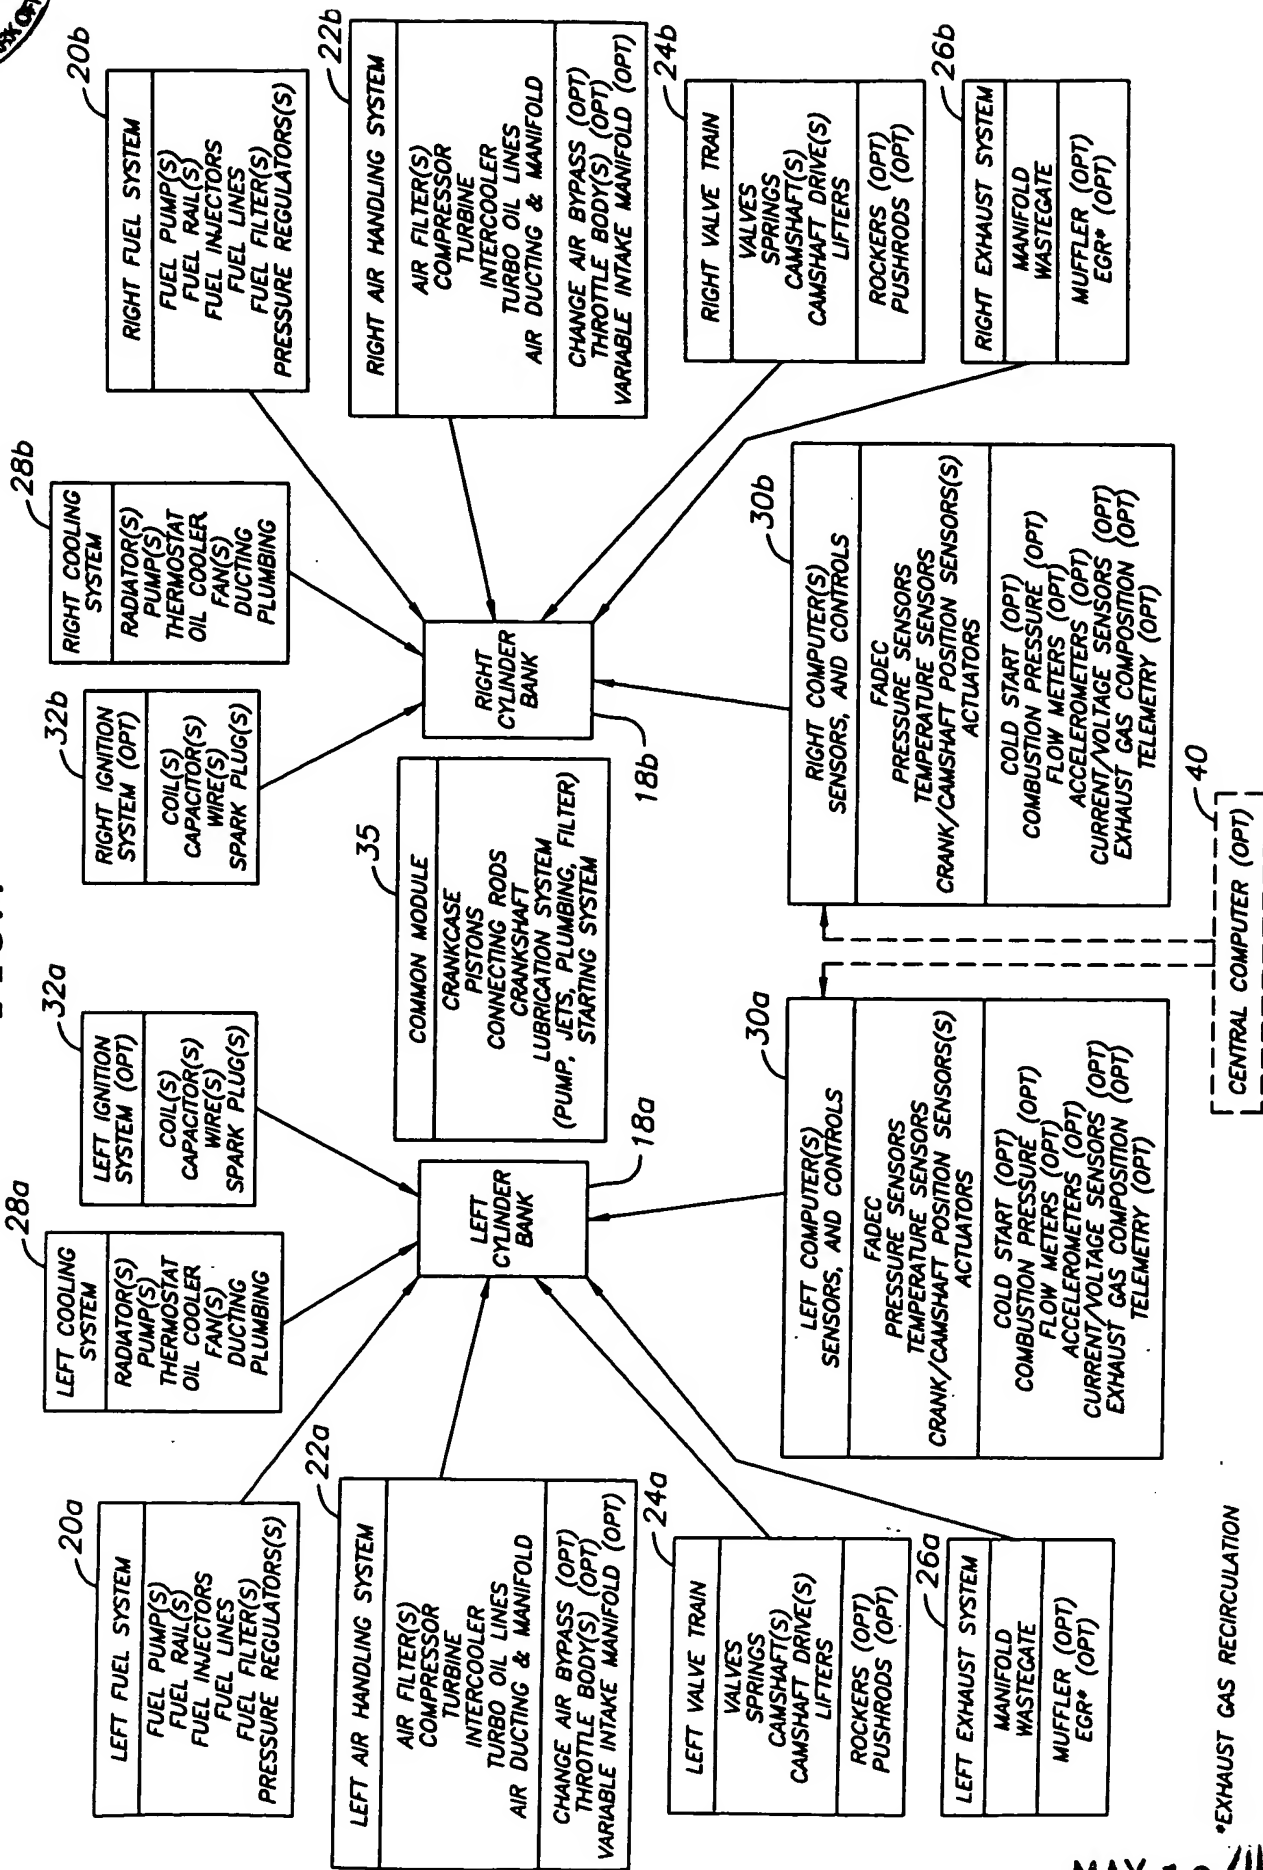 20a
LEFT FUEL SYSTEM
FUEL PUMP(S)
FUEL RAIL(S)
FUEL INJECTORS
FUEL LINES
FUEL FILTER(S)
PRESSURE REGULATORS(S)
22a
LEFT AIR HANDLING SYSTEM
AIR FILTER(S)
COMPRESSOR
TURBINE
INTERCOOLER
TURBO OIL LINES
AIR DUCTING & MANIFOLD
CHANGE AIR BYPASS (OPT)
THROTTLE BODY(S) (OPT)
VARIABLE INTAKE MANIFOLD (OPT)
24a
LEFT VALVE TRAIN
VALVES
SPRINGS
CAMSHAFT(S)
CAMSHAFT DRIVE(S)
LIFTERS
ROCKERS (OPT)
PUSHRODS (OPT)
26a
LEFT EXHAUST SYSTEM
MANIFOLD
WASTEGATE
MUFFLER (OPT)
EGR* (OPT)
28a
LEFT COOLING
SYSTEM
RADIATOR(S)
PUMP(S)
THERMOSTAT
OIL COOLER
FAN(S)
DUCTING
PLUMBING
32a
LEFT IGNITION
SYSTEM (OPT)
COIL(S)
CAPACITOR(S)
WIRE(S)
SPARK PLUG(S)
LEFT
CYLINDER
BANK
18a
30a
LEFT COMPUTER(S)
SENSORS, AND CONTROLS
FADEC
PRESSURE SENSORS
TEMPERATURE SENSORS
CRANK/CAMSHAFT POSITION SENSORS(S)
ACTUATORS
COLD START (OPT)
COMBUSTION PRESSURE (OPT)
FLOW METERS (OPT)
ACCELEROMETERS (OPT)
CURRENT/VOLTAGE SENSORS (OPT)
EXHAUST GAS COMPOSITION (OPT)
TELEMETRY (OPT)
35
COMMON MODULE
CRANKCASE
PISTONS
CONNECTING RODS
CRANKSHAFT
LUBRICATION SYSTEM
(PUMP, JETS, PLUMBING, FILTER)
STARTING SYSTEM
32b
RIGHT IGNITION
SYSTEM (OPT)
COIL(S)
CAPACITOR(S)
WIRE(S)
SPARK PLUG(S)
28b
RIGHT COOLING
SYSTEM
RADIATOR(S)
PUMP(S)
THERMOSTAT
OIL COOLER
FAN(S)
DUCTING
PLUMBING
RIGHT
CYLINDER
BANK
18b
30b
RIGHT COMPUTER(S)
SENSORS, AND CONTROLS
FADEC
PRESSURE SENSORS
TEMPERATURE SENSORS
CRANK/CAMSHAFT POSITION SENSORS(S)
ACTUATORS
COLD START (OPT)
COMBUSTION PRESSURE (OPT)
FLOW METERS (OPT)
ACCELEROMETERS (OPT)
CURRENT/VOLTAGE SENSORS (OPT)
EXHAUST GAS COMPOSITION (OPT)
TELEMETRY (OPT)
20b
RIGHT FUEL SYSTEM
FUEL PUMP(S)
FUEL RAIL(S)
FUEL INJECTORS
FUEL LINES
FUEL FILTER(S)
PRESSURE REGULATORS(S)
22b
RIGHT AIR HANDLING SYSTEM
AIR FILTER(S)
COMPRESSOR
TURBINE
INTERCOOLER
TURBO OIL LINES
AIR DUCTING & MANIFOLD
CHANGE AIR BYPASS (OPT)
THROTTLE BODY(S) (OPT)
VARIABLE INTAKE MANIFOLD (OPT)
24b
RIGHT VALVE TRAIN
VALVES
SPRINGS
CAMSHAFT(S)
CAMSHAFT DRIVE(S)
LIFTERS
ROCKERS (OPT)
PUSHRODS (OPT)
26b
RIGHT EXHAUST SYSTEM
MANIFOLD
WASTEGATE
MUFFLER (OPT)
EGR* (OPT)
40
CENTRAL COMPUTER (OPT)
*EXHAUST GAS RECIRCULATION
MAY